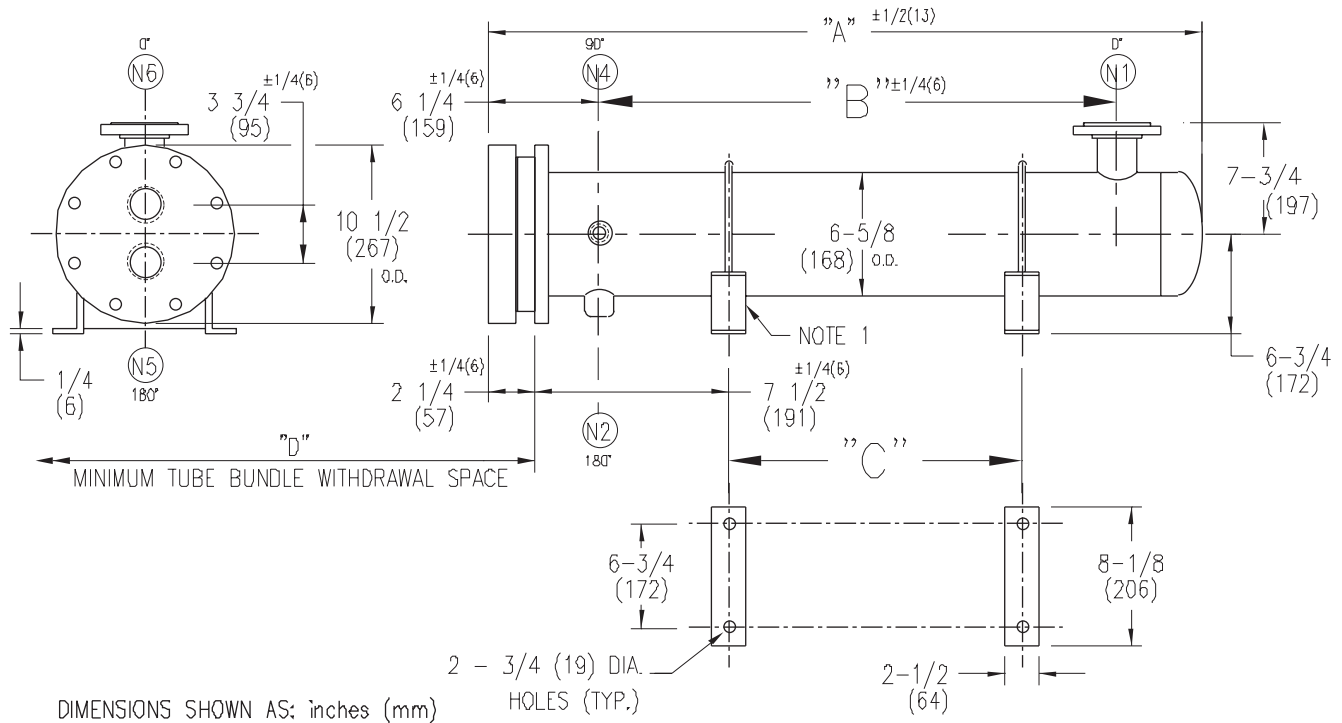 "A" ±1/2(13)
0°
N6
±1/4(6)
3 3/4
(95)
10 1/2
(267)
O.D.
1/4
(6)
N5
180°
±1/4(6)
6 1/4
(159)
90°
N4
"B" ±1/4(6)
0°
N1
7-3/4
(197)
6-5/8
(168) O.D.
NOTE 1
6-3/4
(172)
±1/4(6)
2 1/4
(57)
±1/4(6)
7 1/2
(191)
N2
180°
"D"
MINIMUM TUBE BUNDLE WITHDRAWAL SPACE
"C"
6-3/4
(172)
8-1/8
(206)
2 - 3/4 (19) DIA.
HOLES (TYP.)
2-1/2
(64)
DIMENSIONS SHOWN AS: inches (mm)